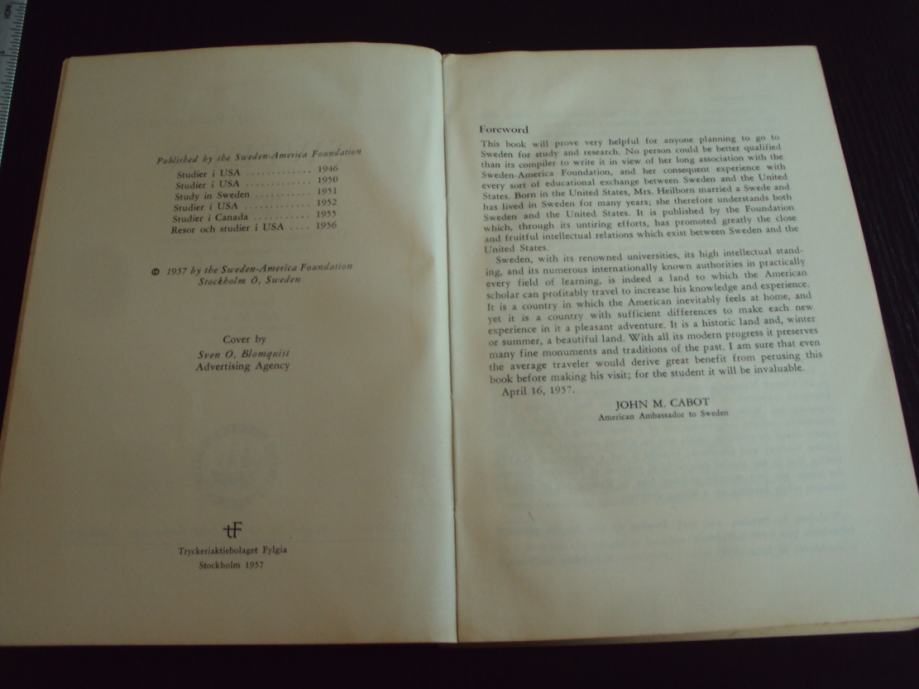 Published by the Sweden-America Foundation
Studier i USA ............. 1946
Studier i USA ............. 1950
Study in Sweden .......... 1951
Studier i USA ............. 1952
Studier i Canada .......... 1955
Resor och studier i USA .... 1956
© 1957 by the Sweden-America Foundation
Stockholm Ö, Sweden
Cover by
Sven O. Blomquist
Advertising Agency
tF
Tryckeriaktiebolaget Fylgia
Stockholm 1957
Foreword
This book will prove very helpful for anyone planning to go to
Sweden for study and research. No person could be better qualified
than its compiler to write it in view of her long association with the
Sweden-America Foundation, and her consequent experience with
every sort of educational exchange between Sweden and the United
States. Born in the United States, Mrs. Heilborn married a Swede and
has lived in Sweden for many years; she therefore understands both
Sweden and the United States. It is published by the Foundation
which, through its untiring efforts, has promoted greatly the close
and fruitful intellectual relations which exist between Sweden and the
United States.
Sweden, with its renowned universities, its high intellectual stand-
ing, and its numerous internationally known authorities in practically
every field of learning, is indeed a land to which the American
scholar can profitably travel to increase his knowledge and experience.
It is a country in which the American inevitably feels at home, and
yet it is a country with sufficient differences to make each new
experience in it a pleasant adventure. It is a historic land and, winter
or summer, a beautiful land. With all its modern progress it preserves
many fine monuments and traditions of the past. I am sure that even
the average traveler would derive great benefit from perusing this
book before making his visit; for the student it will be invaluable.
April 16, 1957.
JOHN M. CABOT
American Ambassador to Sweden